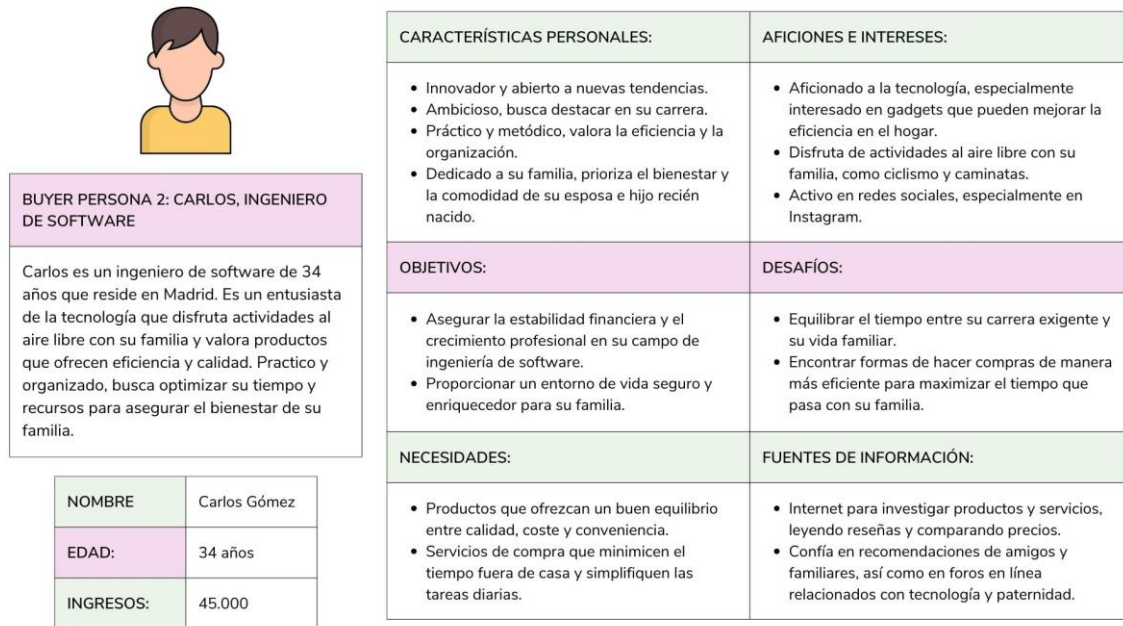 BUYER PERSONA 2: CARLOS, INGENIERO
DE SOFTWARE
Carlos es un ingeniero de software de 34
años que reside en Madrid. Es un entusiasta
de la tecnología que disfruta actividades al
aire libre con su familia y valora productos
que ofrecen eficiencia y calidad. Practico y
organizado, busca optimizar su tiempo y
recursos para asegurar el bienestar de su
familia.
NOMBRE Carlos Gómez
EDAD: 34 años
INGRESOS: 45.000
CARACTERÍSTICAS PERSONALES:
• Innovador y abierto a nuevas tendencias.
• Ambicioso, busca destacar en su carrera.
• Práctico y metódico, valora la eficiencia y la
organización.
• Dedicado a su familia, prioriza el bienestar y
la comodidad de su esposa e hijo recién
nacido.
AFICIONES E INTERESES:
• Aficionado a la tecnología, especialmente
interesado en gadgets que pueden mejorar la
eficiencia en el hogar.
• Disfruta de actividades al aire libre con su
familia, como ciclismo y caminatas.
• Activo en redes sociales, especialmente en
Instagram.
OBJETIVOS:
• Asegurar la estabilidad financiera y el
crecimiento profesional en su campo de
ingeniería de software.
• Proporcionar un entorno de vida seguro y
enriquecedor para su familia.
DESAFÍOS:
• Equilibrar el tiempo entre su carrera exigente y
su vida familiar.
• Encontrar formas de hacer compras de manera
más eficiente para maximizar el tiempo que
pasa con su familia.
NECESIDADES:
• Productos que ofrezcan un buen equilibrio
entre calidad, coste y conveniencia.
• Servicios de compra que minimicen el
tiempo fuera de casa y simplifiquen las
tareas diarias.
FUENTES DE INFORMACIÓN:
• Internet para investigar productos y servicios,
leyendo reseñas y comparando precios.
• Confía en recomendaciones de amigos y
familiares, así como en foros en línea
relacionados con tecnología y paternidad.